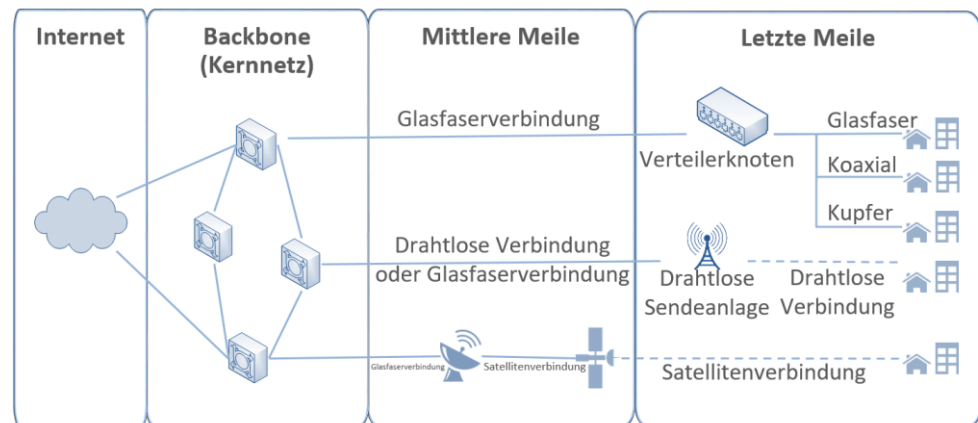 Internet
Backbone
(Kernnetz)
Mittlere Meile
Letzte Meile
Glasfaserverbindung
Verteilerknoten
Glasfaser
Koaxial
Kupfer
Drahtlose Verbindung
oder Glasfaserverbindung
Drahtlose
Sendeanlage
Drahtlose
Verbindung
Glasfaserverbindung
Satellitenverbindung
Satellitenverbindung